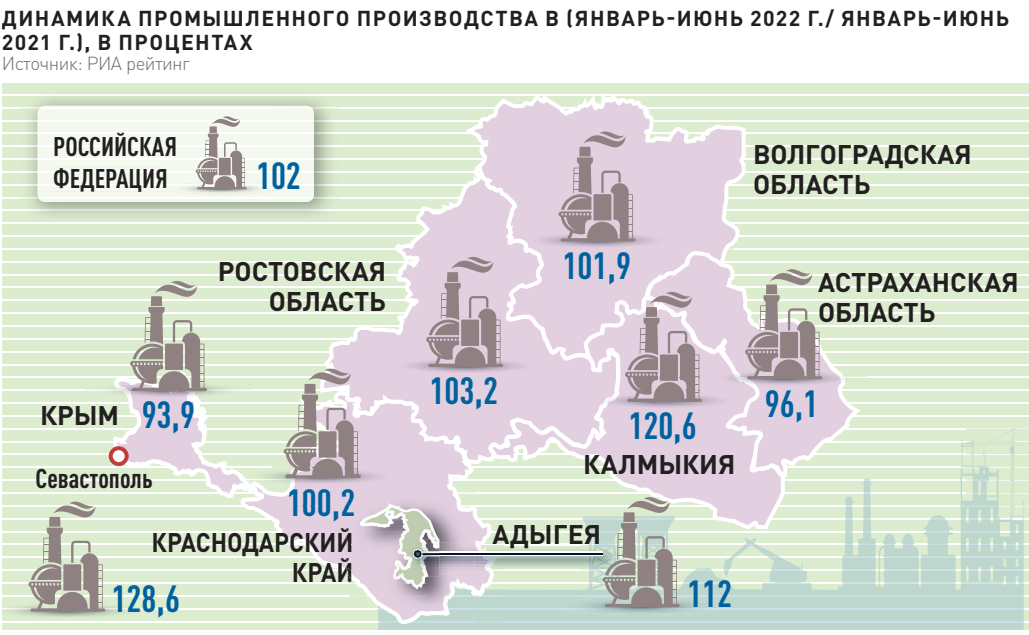 ДИНАМИКА ПРОМЫШЛЕННОГО ПРОИЗВОДСТВА В (ЯНВАРЬ-ИЮНЬ 2022 Г./ ЯНВАРЬ-ИЮНЬ
2021 Г.), В ПРОЦЕНТАХ
Источник: РИА рейтинг
РОССИЙСКАЯ
ФЕДЕРАЦИЯ
102
ВОЛГОГРАДСКАЯ
ОБЛАСТЬ
101,9
РОСТОВСКАЯ
ОБЛАСТЬ
103,2
АСТРАХАНСКАЯ
ОБЛАСТЬ
96,1
КРЫМ
93,9
120,6
КАЛМЫКИЯ
Севастополь
128,6
100,2
КРАСНОДАРСКИЙ
КРАЙ
АДЫГЕЯ
112